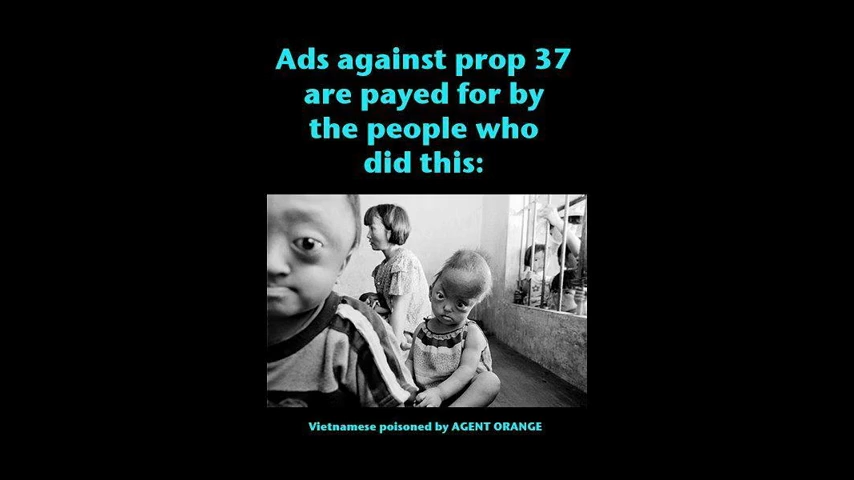 Ads against prop 37
are payed for by
the people who
did this:
Vietnamese poisoned by AGENT ORANGE